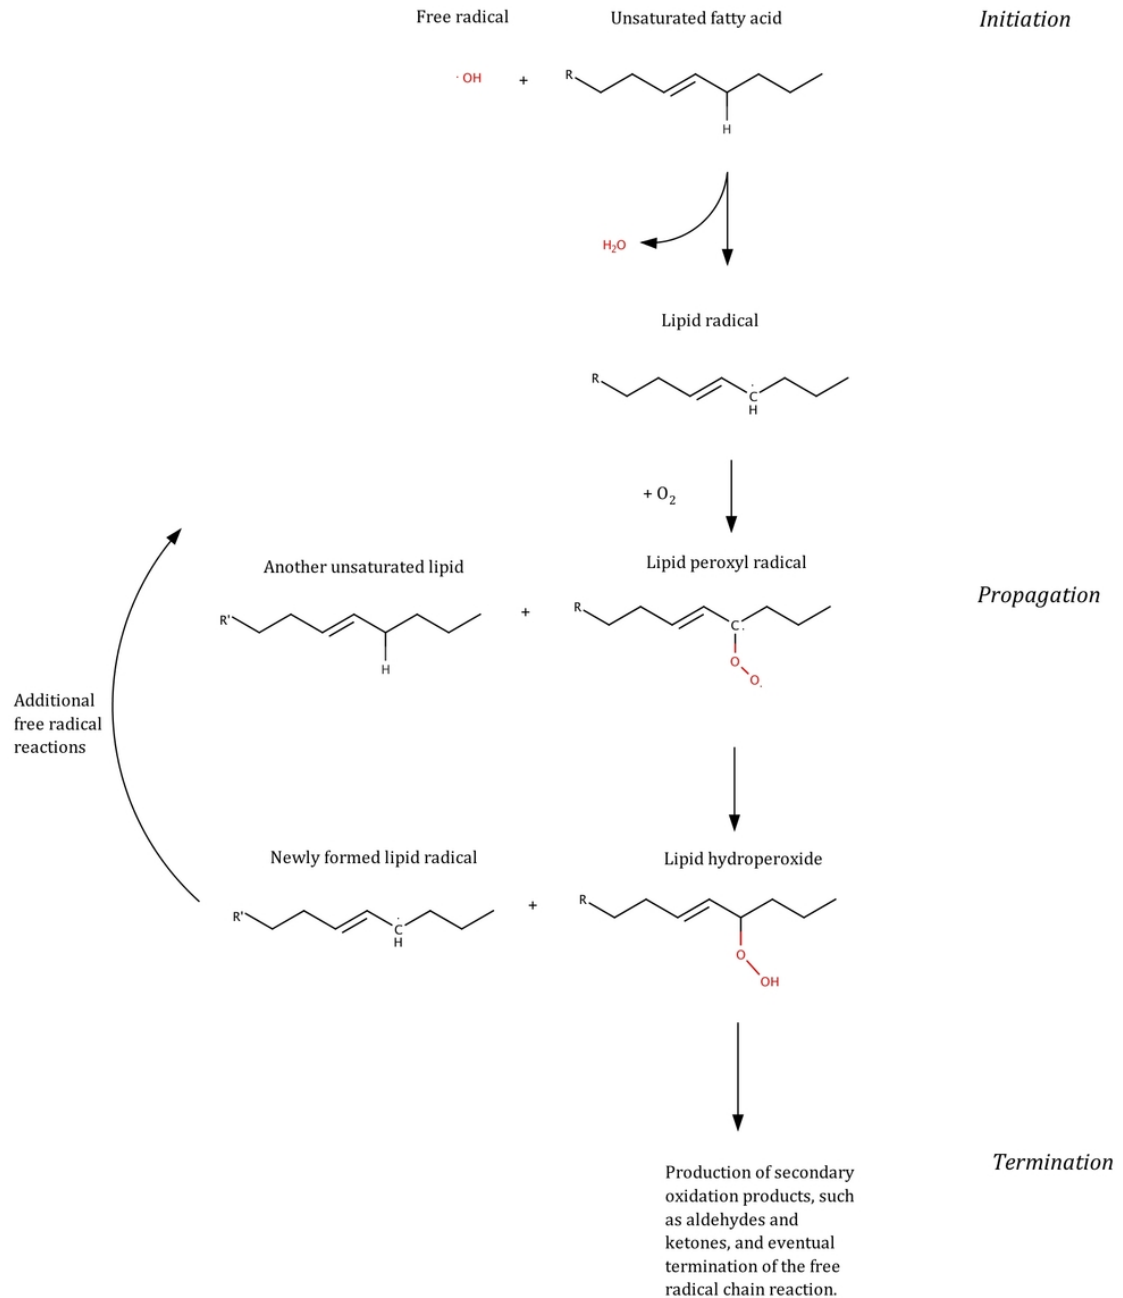 Free radical
Unsaturated fatty acid
Initiation
· OH
+
R
H
H₂O
Lipid radical
R
Ċ
H
+ O₂
Another unsaturated lipid
Lipid peroxyl radical
Propagation
R'
H
+
R
C·
O
O·
Additional
free radical
reactions
Newly formed lipid radical
Lipid hydroperoxide
R'
Ċ
H
+
R
O
OH
Termination
Production of secondary
oxidation products, such
as aldehydes and
ketones, and eventual
termination of the free
radical chain reaction.